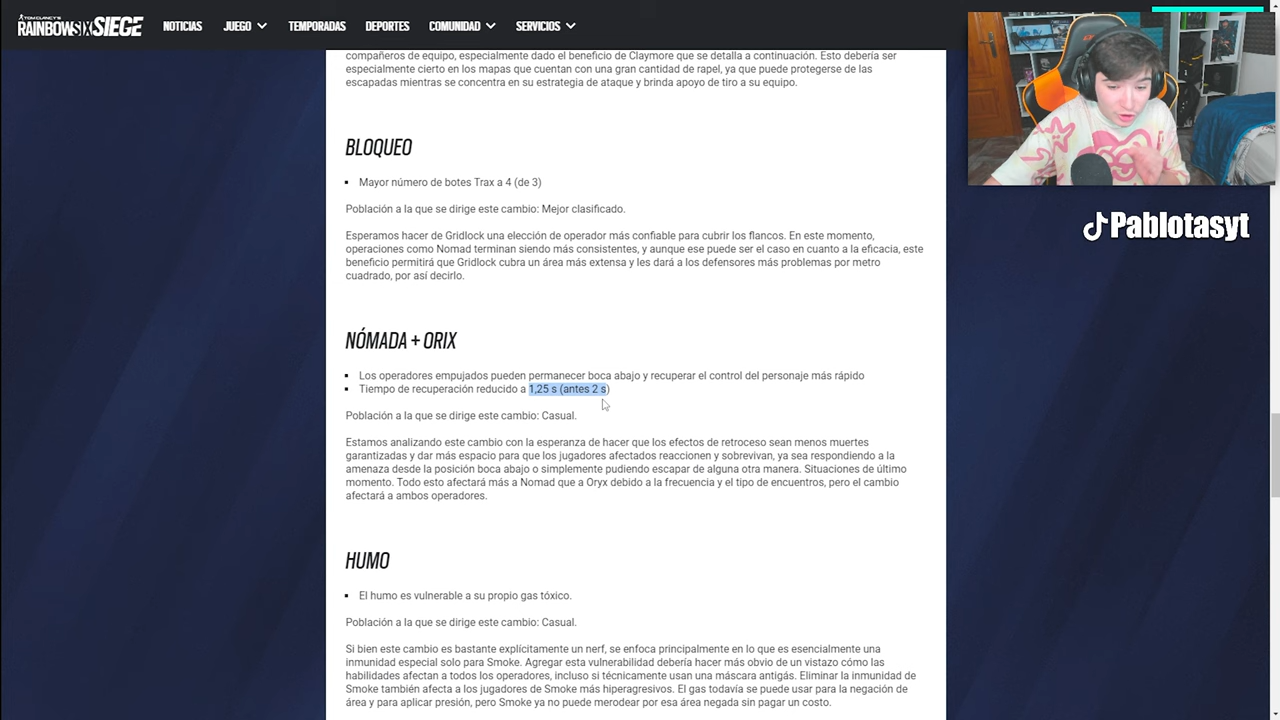 TOM CLANCY'S
RAINBOWSIX SIEGE
NOTICIAS
JUEGO
TEMPORADAS
DEPORTES
COMUNIDAD
SERVICIOS
compañeros de equipo, especialmente dado el beneficio de Claymore que se detalla a continuación. Esto debería ser
especialmente cierto en los mapas que cuentan con una gran cantidad de rapel, ya que puede protegerse de las
escapadas mientras se concentra en su estrategia de ataque y brinda apoyo de tiro a su equipo.
BLOQUEO
▪ Mayor número de botes Trax a 4 (de 3)
Población a la que se dirige este cambio: Mejor clasificado.
Esperamos hacer de Gridlock una elección de operador más confiable para cubrir los flancos. En este momento,
operaciones como Nomad terminan siendo más consistentes, y aunque ese puede ser el caso en cuanto a la eficacia, este
beneficio permitirá que Gridlock cubra un área más extensa y les dará a los defensores más problemas por metro
cuadrado, por así decirlo.
NÓMADA + ORIX
▪ Los operadores empujados pueden permanecer boca abajo y recuperar el control del personaje más rápido
▪ Tiempo de recuperación reducido a 1,25 s (antes 2 s)
Población a la que se dirige este cambio: Casual.
Estamos analizando este cambio con la esperanza de hacer que los efectos de retroceso sean menos muertes
garantizadas y dar más espacio para que los jugadores afectados reaccionen y sobrevivan, ya sea respondiendo a la
amenaza desde la posición boca abajo o simplemente pudiendo escapar de alguna otra manera. Situaciones de último
momento. Todo esto afectará más a Nomad que a Oryx debido a la frecuencia y el tipo de encuentros, pero el cambio
afectará a ambos operadores.
HUMO
▪ El humo es vulnerable a su propio gas tóxico.
Población a la que se dirige este cambio: Casual.
Si bien este cambio es bastante explícitamente un nerf, se enfoca principalmente en lo que es esencialmente una
inmunidad especial solo para Smoke. Agregar esta vulnerabilidad debería hacer más obvio de un vistazo cómo las
habilidades afectan a todos los operadores, incluso si técnicamente usan una máscara antigás. Eliminar la inmunidad de
Smoke también afecta a los jugadores de Smoke más hiperagresivos. El gas todavía se puede usar para la negación de
área y para aplicar presión, pero Smoke ya no puede merodear por esa área negada sin pagar un costo.
Pablotasyt